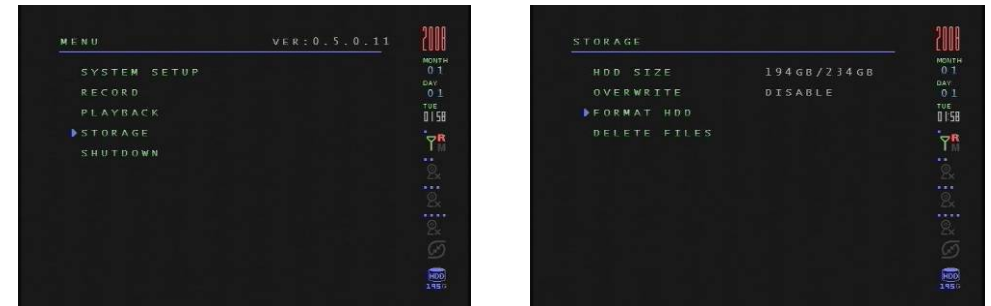 MENU VER:0.5.0.11
SYSTEM SETUP
RECORD
PLAYBACK
STORAGE
SHUTDOWN
2008
MONTH
01
DAY
01
TUE
01:58
R
M
HDD
195G
STORAGE
HDD SIZE 194GB/234GB
OVERWRITE DISABLE
FORMAT HDD
DELETE FILES
2008
MONTH
01
DAY
01
TUE
01:58
R
M
HDD
195G